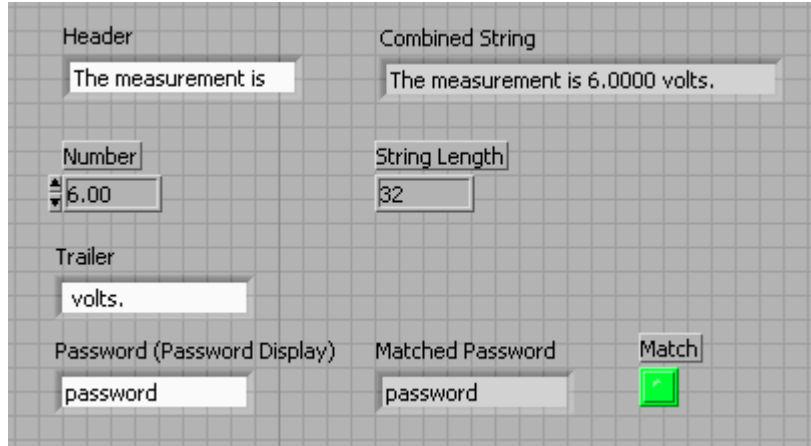 Header
Combined String
The measurement is
The measurement is 6.0000 volts.
Number
String Length
6.00
32
Trailer
volts.
Password (Password Display)
Matched Password
Match
password
password